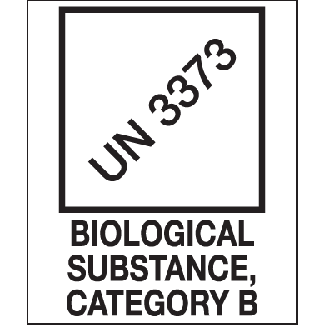 UN 3373
BIOLOGICAL
SUBSTANCE,
CATEGORY B